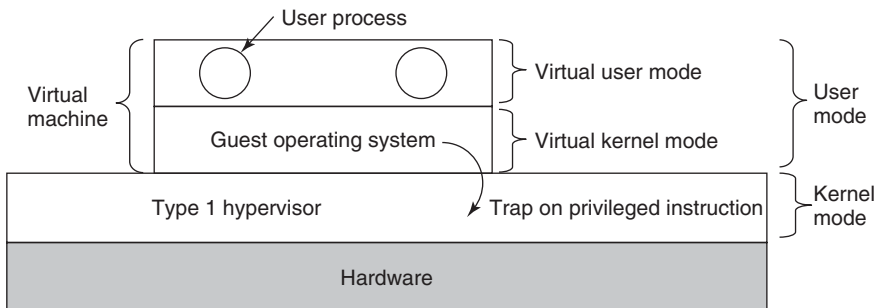 User process
Virtual user mode
Virtual
machine
User
mode
Guest operating system
Virtual kernel mode
Type 1 hypervisor
Trap on privileged instruction
Kernel
mode
Hardware